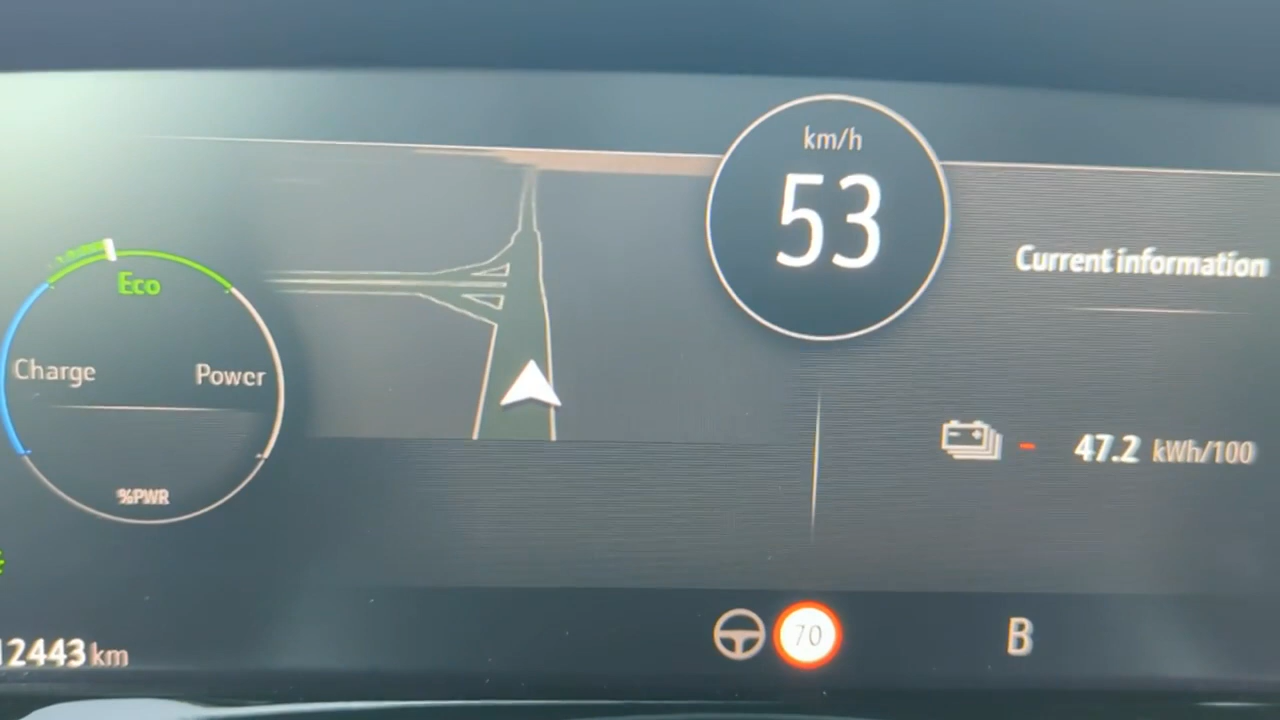 km/h
53
Current information
Eco
Charge
Power
47.2 kWh/100
%PWR
70
B
12443 km